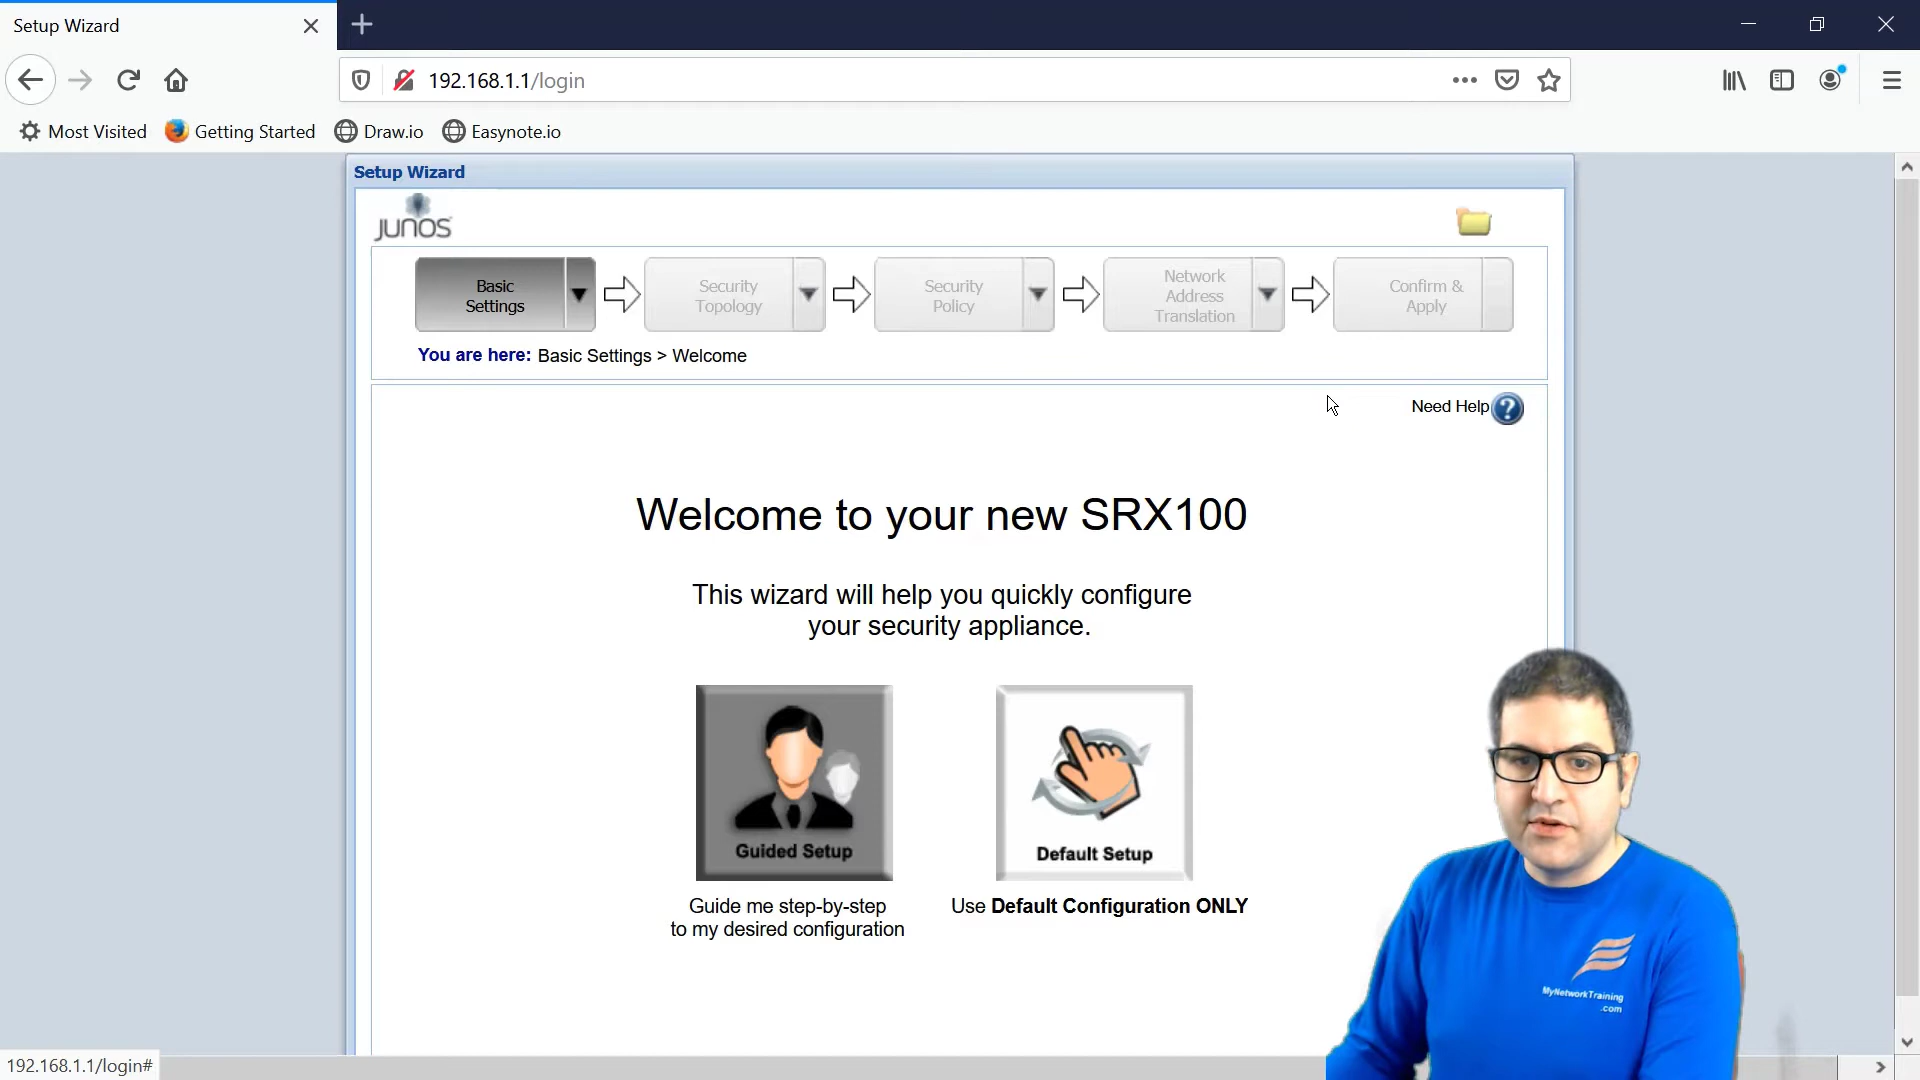 Setup Wizard
192.168.1.1/login
Most Visited
Getting Started
Draw.io
Easynote.io
Setup Wizard
JUNOS
Basic
Settings
Security
Topology
Security
Policy
Network
Address
Translation
Confirm &
Apply
You are here: Basic Settings > Welcome
Need Help
?
Welcome to your new SRX100
This wizard will help you quickly configure
your security appliance.
Guided Setup
Default Setup
Guide me step-by-step
to my desired configuration
Use Default Configuration ONLY
MyNetworkTraining
.com
192.168.1.1/login#